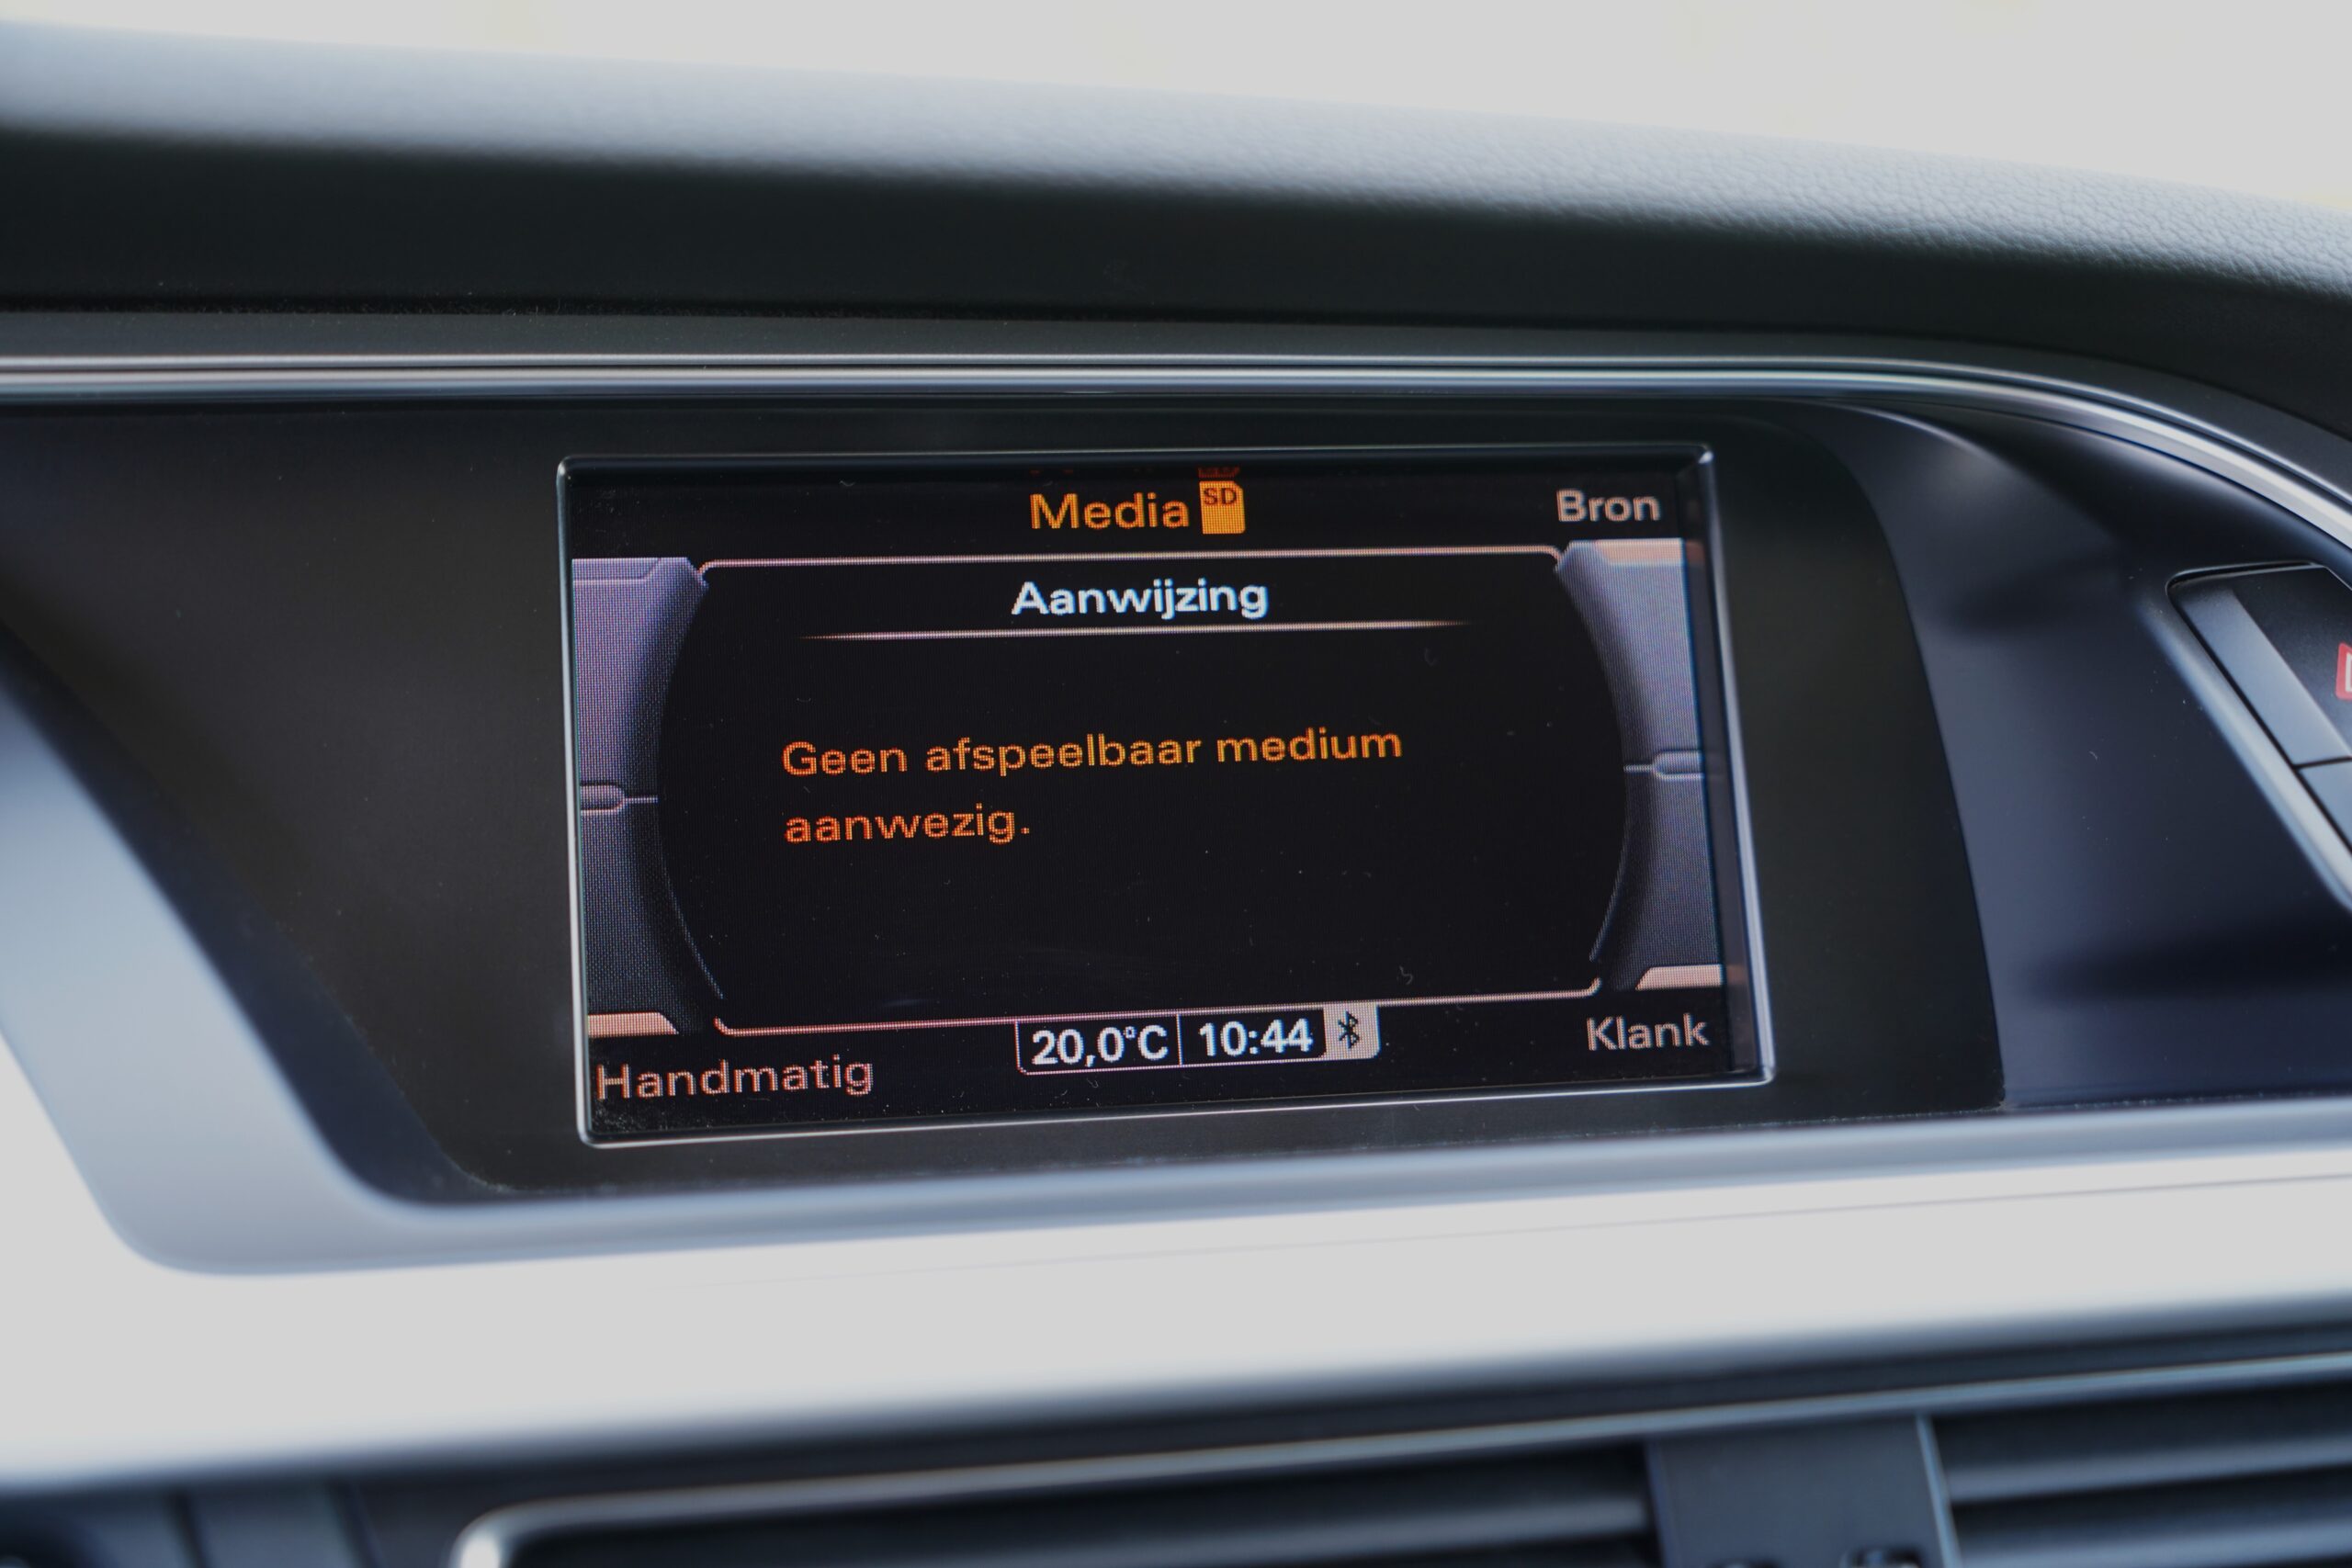 Media SD
Bron
Aanwijzing
Geen afspeelbaar medium
aanwezig.
20,0°C 10:44
Klank
Handmatig